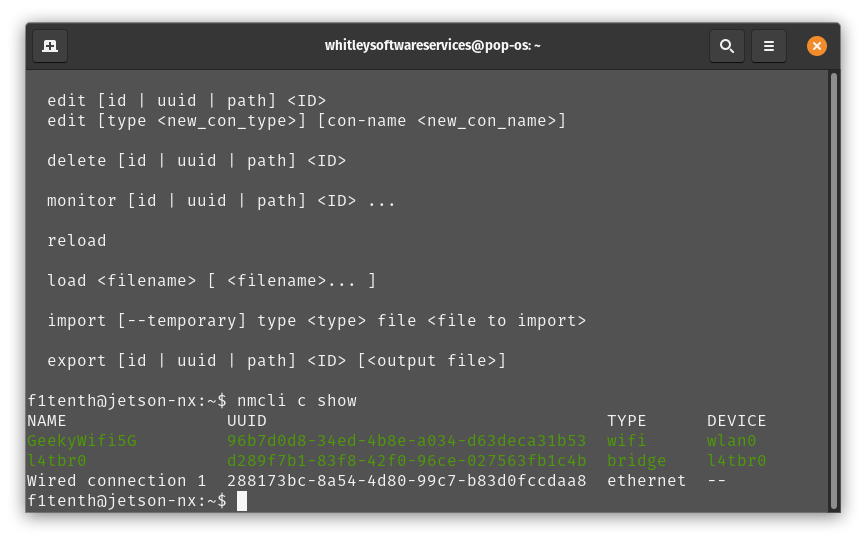 whitleysoftwareservices@pop-os: ~
edit [id | uuid | path] <ID>
edit [type <new_con_type>] [con-name <new_con_name>]
delete [id | uuid | path] <ID>
monitor [id | uuid | path] <ID> ...
reload
load <filename> [ <filename>... ]
import [--temporary] type <type> file <file to import>
export [id | uuid | path] <ID> [<output file>]
f1tenth@jetson-nx:~$ nmcli c show
NAME                UUID                                  TYPE      DEVICE
GeekyWifi5G         96b7d0d8-34ed-4b8e-a034-d63deca31b53  wifi      wlan0
l4tbr0              d289f7b1-83f8-42f0-96ce-027563fb1c4b  bridge    l4tbr0
Wired connection 1  288173bc-8a54-4d80-99c7-b83d0fccdaa8  ethernet  --
f1tenth@jetson-nx:~$